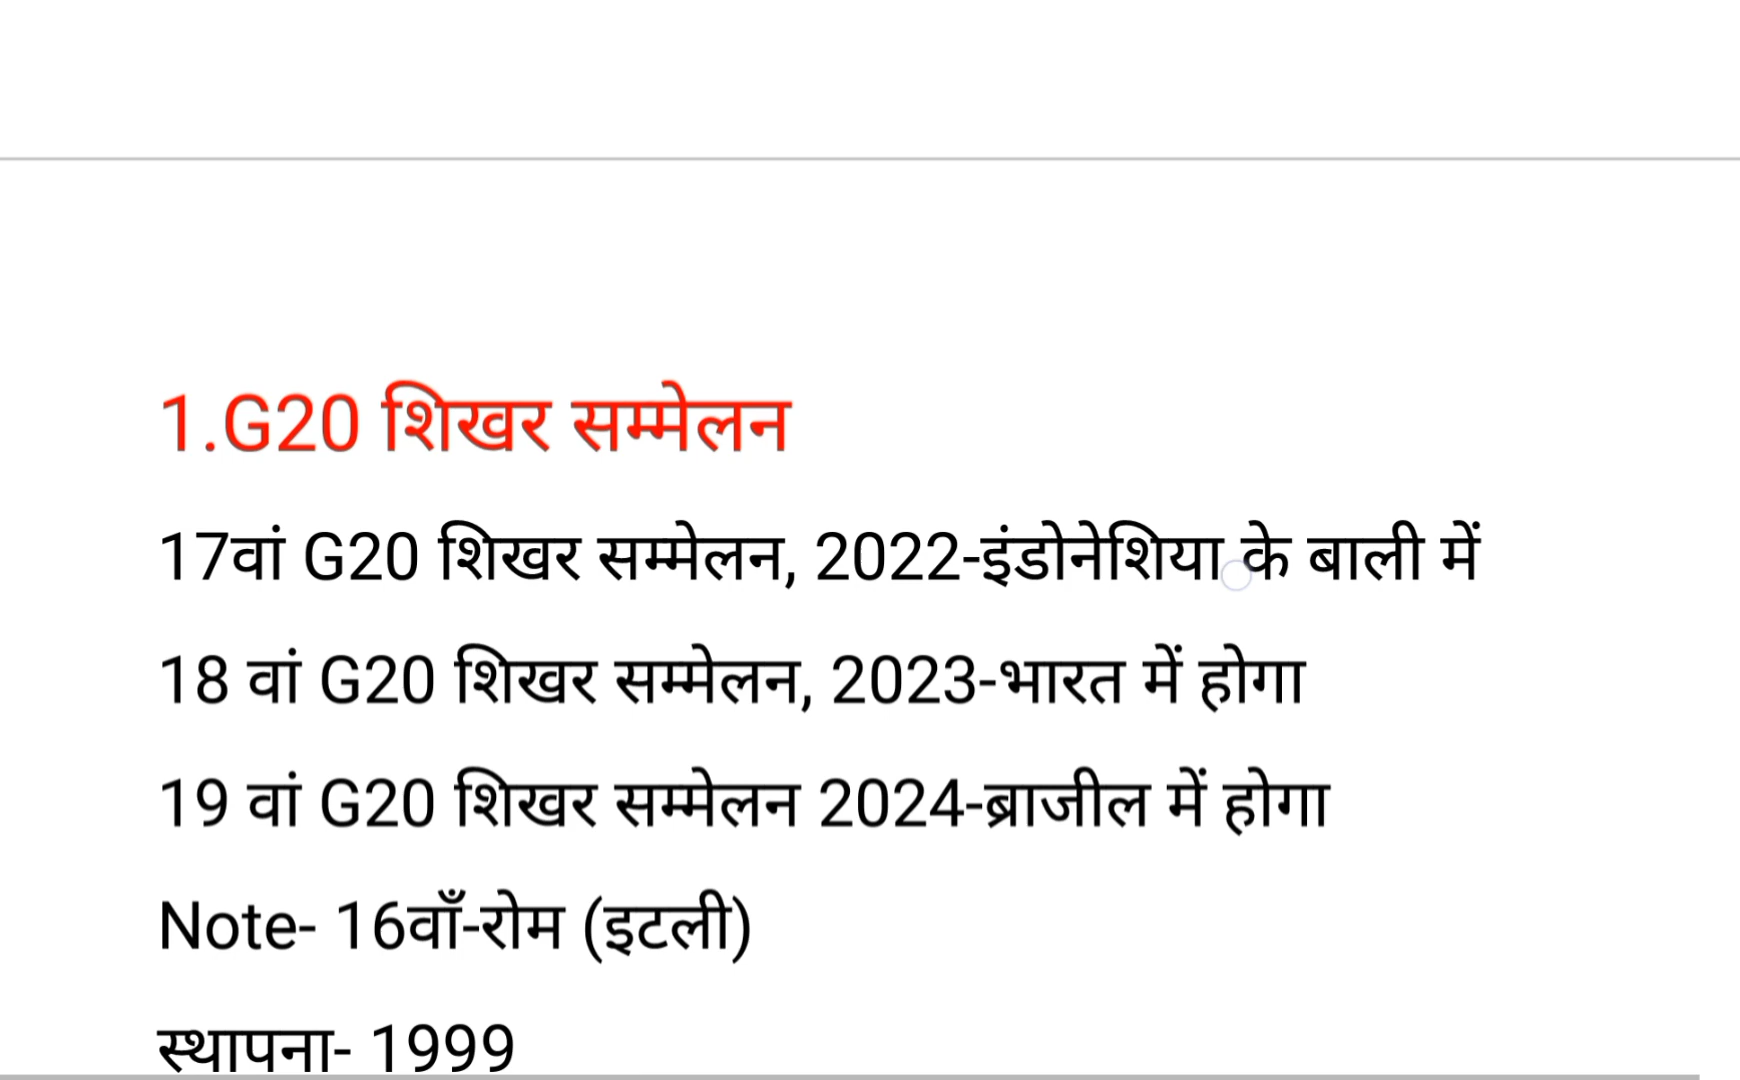 1.G20 शिखर सम्मेलन
17वां G20 शिखर सम्मेलन, 2022-इंडोनेशिया के बाली में
18 वां G20 शिखर सम्मेलन, 2023-भारत में होगा
19 वां G20 शिखर सम्मेलन 2024-ब्राजील में होगा
Note- 16वाँ-रोम (इटली)
स्थापना- 1999